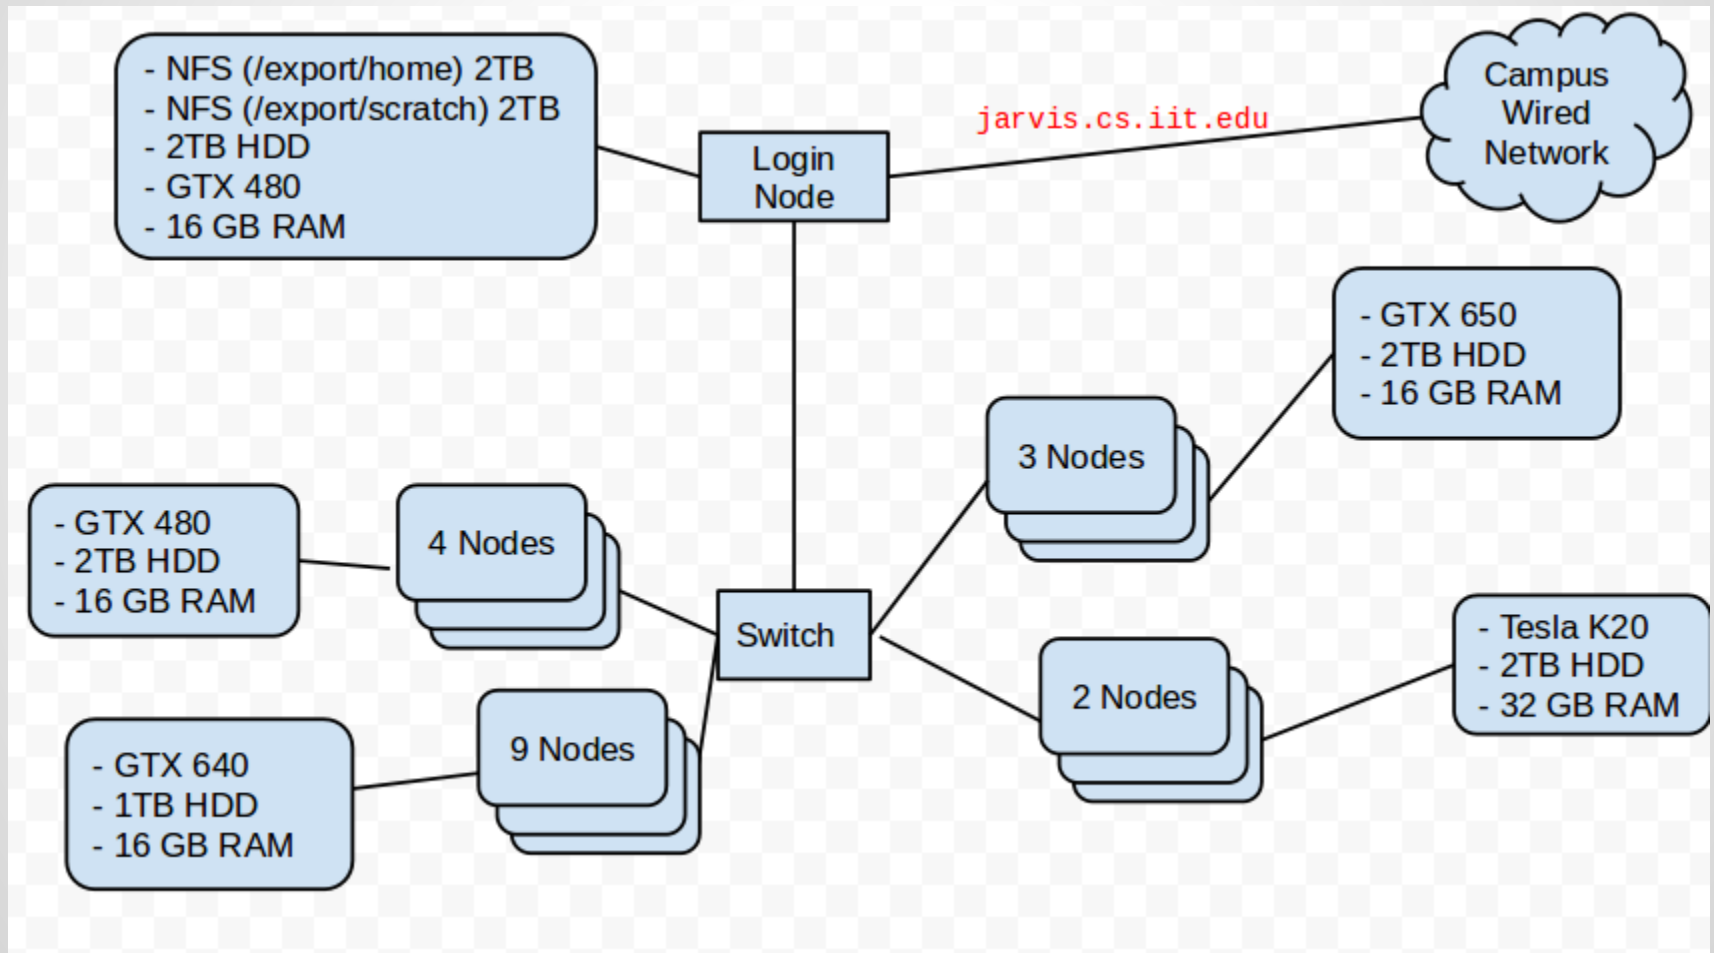 - NFS (/export/home) 2TB
- NFS (/export/scratch) 2TB
- 2TB HDD
- GTX 480
- 16 GB RAM
Login
Node
jarvis.cs.iit.edu
Campus
Wired
Network
- GTX 650
- 2TB HDD
- 16 GB RAM
3 Nodes
- GTX 480
- 2TB HDD
- 16 GB RAM
4 Nodes
Switch
2 Nodes
- Tesla K20
- 2TB HDD
- 32 GB RAM
9 Nodes
- GTX 640
- 1TB HDD
- 16 GB RAM